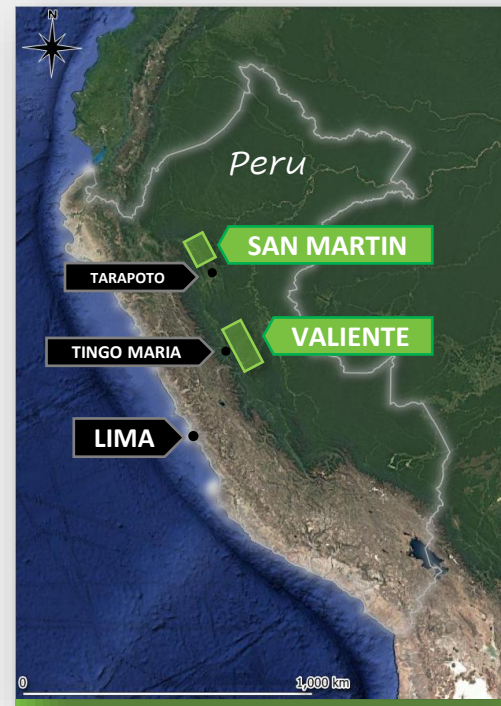 N
Peru
SAN MARTIN
TARAPOTO
VALIENTE
TINGO MARIA
LIMA
0 1,000 km